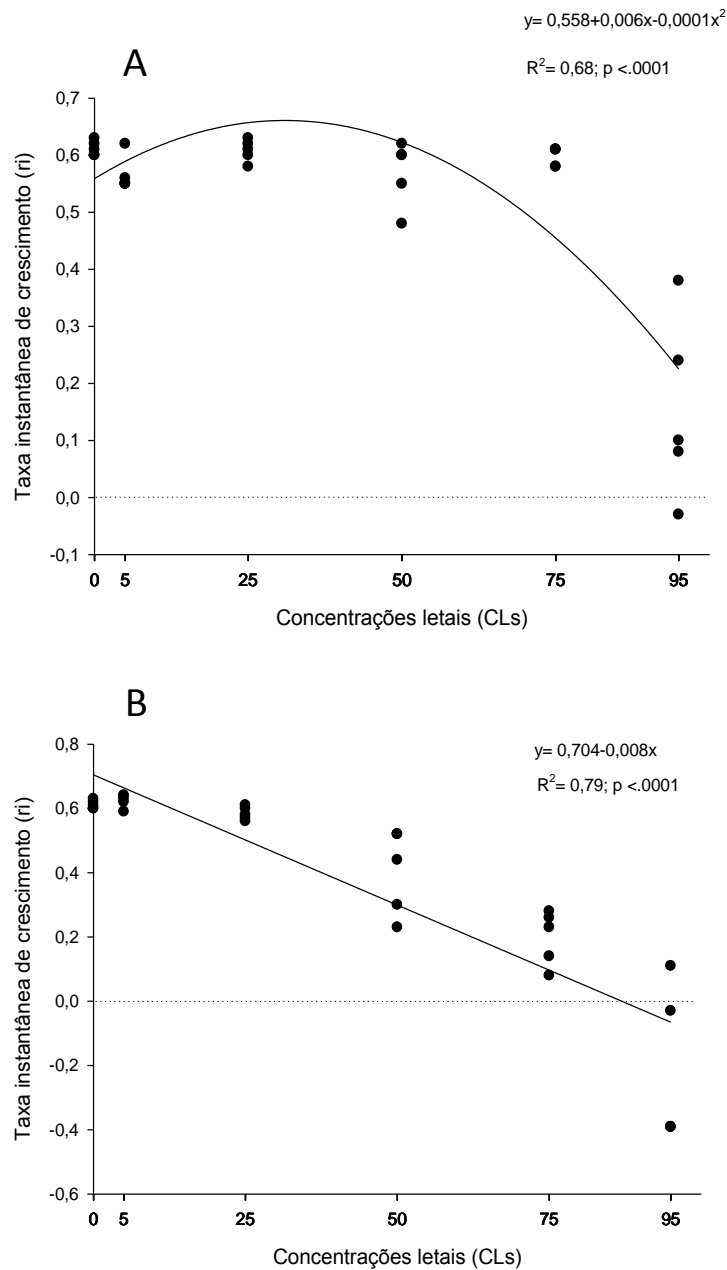 y= 0,558+0,006x-0,0001x²
A
R²= 0,68; p <.0001
0,7
0,6
0,5
0,4
0,3
0,2
0,1
0,0
-0,1
Taxa instantânea de crescimento (ri)
0 5 25 50 75 95
Concentrações letais (CLs)
B
y= 0,704-0,008x
R²= 0,79; p <.0001
0,8
0,6
0,4
0,2
0,0
-0,2
-0,4
-0,6
Taxa instantânea de crescimento (ri)
0 5 25 50 75 95
Concentrações letais (CLs)